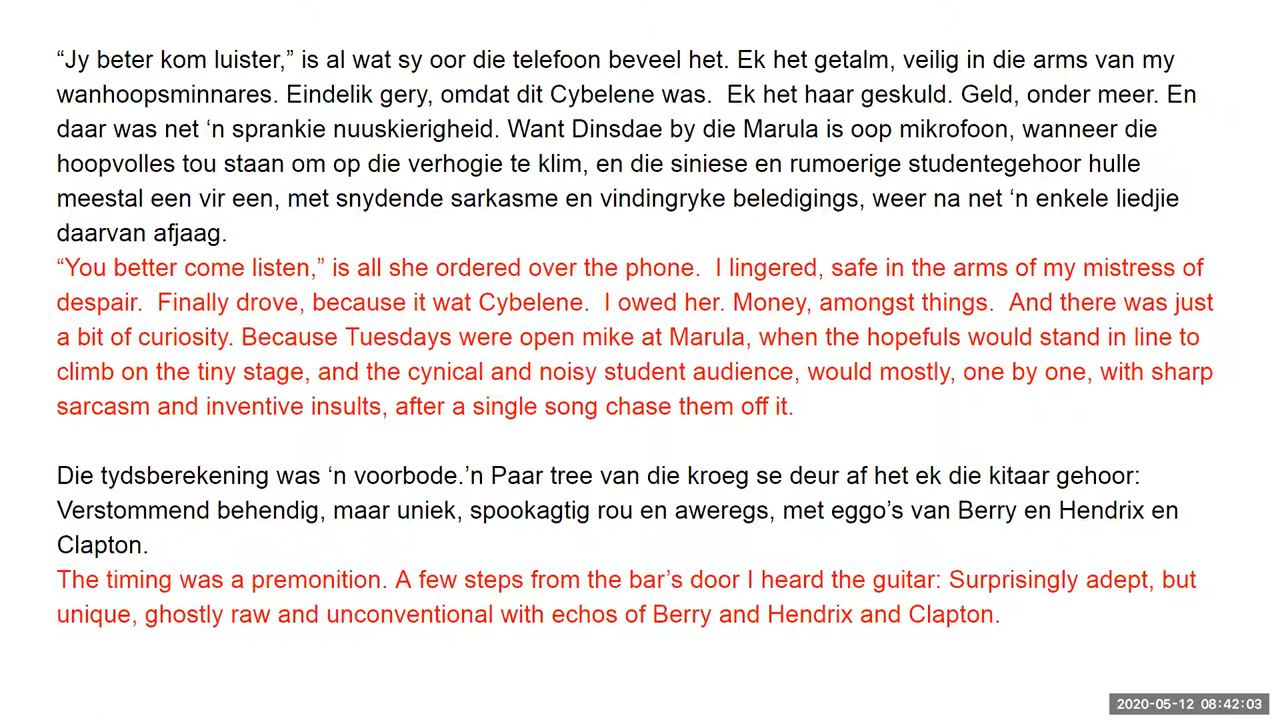 “Jy beter kom luister,” is al wat sy oor die telefoon beveel het. Ek het getalm, veilig in die arms van my
wanhoopsminnares. Eindelik gery, omdat dit Cybelene was.  Ek het haar geskuld. Geld, onder meer. En
daar was net ‘n sprankie nuuskierigheid. Want Dinsdae by die Marula is oop mikrofoon, wanneer die
hoopvolles tou staan om op die verhogie te klim, en die siniese en rumoerige studentegehoor hulle
meestal een vir een, met snydende sarkasme en vindingryke beledigings, weer na net ‘n enkele liedjie
daarvan afjaag.
“You better come listen,” is all she ordered over the phone.  I lingered, safe in the arms of my mistress of
despair.  Finally drove, because it wat Cybelene.  I owed her. Money, amongst things.  And there was just
a bit of curiosity. Because Tuesdays were open mike at Marula, when the hopefuls would stand in line to
climb on the tiny stage, and the cynical and noisy student audience, would mostly, one by one, with sharp
sarcasm and inventive insults, after a single song chase them off it.
Die tydsberekening was ‘n voorbode.’n Paar tree van die kroeg se deur af het ek die kitaar gehoor:
Verstommend behendig, maar uniek, spookagtig rou en aweregs, met eggo’s van Berry en Hendrix en
Clapton.
The timing was a premonition. A few steps from the bar’s door I heard the guitar: Surprisingly adept, but
unique, ghostly raw and unconventional with echos of Berry and Hendrix and Clapton.
2020-05-12 08:42:03